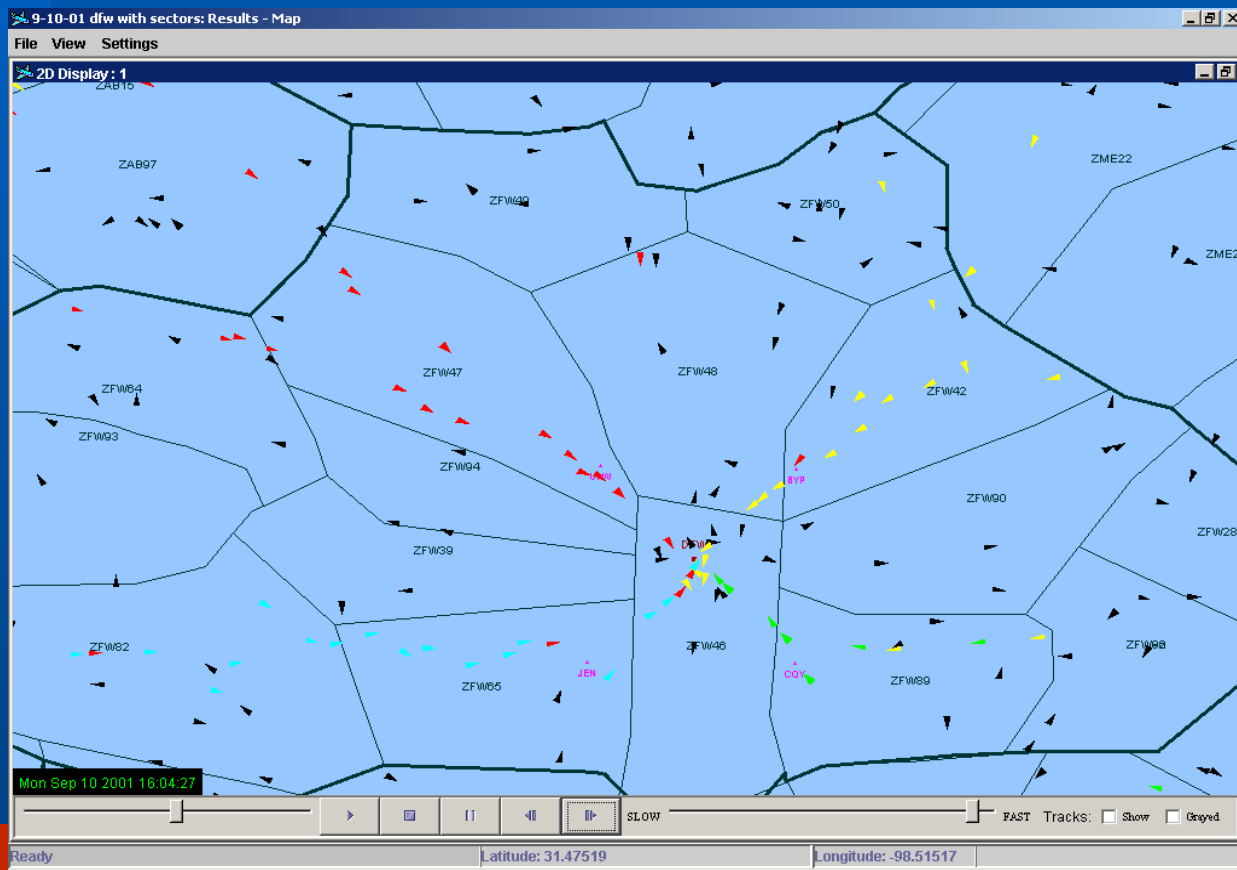 9-10-01 dfw with sectors: Results - Map
File View Settings
2D Display : 1
ZAB15
ZAB97
ZME22
ZFW49
ZFW50
ZME2
ZFW47
ZFW48
ZFW64
ZFW42
ZFW93
ZFW94
BYP
ZFW90
ZFW28
ZFW39
DFW
ZFW82
ZFW46
ZFW65
JEN
CQY
ZFW89
Mon Sep 10 2001 16:04:27
SLOW
FAST Tracks: Show Grayed
Ready Latitude: 31.47519 Longitude: -98.51517